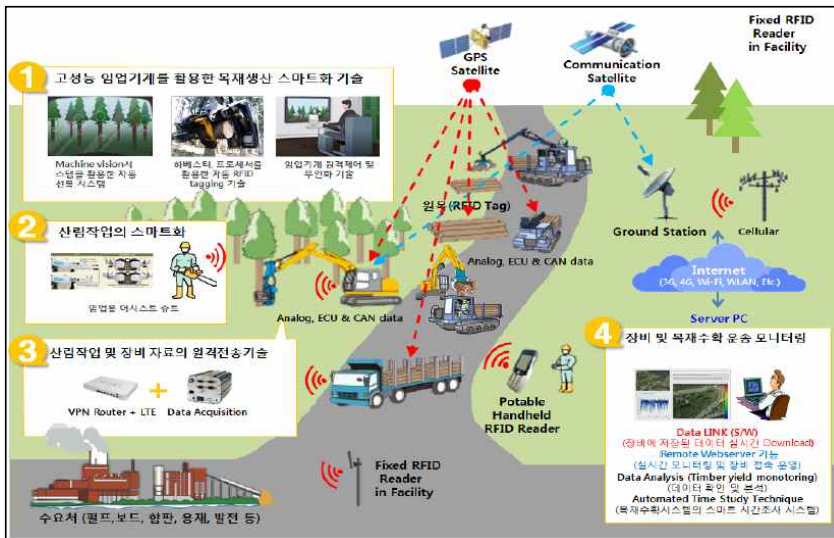 Fixed RFID
Reader
in Facility
GPS
Satellite
Communication
Satellite
1
고성능 임업기계를 활용한 목재생산 스마트화 기술
Machine vision시
스템을 활용한 자동
선목 시스템
하베스터, 프로세서를
활용한 자동 RFID
tagging 기술
임업기계 원격제어 및
무인화 기술
원목(RFID Tag)
2
산림작업의 스마트화
임업용 어시스트 슈트
Analog, ECU & CAN data
Analog, ECU & CAN data
Ground Station
Cellular
Internet
(3G, 4G, Wi-Fi, WLAN, Etc.)
Server PC
3
산림작업 및 장비 자료의 원격전송기술
VPN Router + LTE
+
Data Acquisition
Potable
Handheld
RFID Reader
4
장비 및 목재수확 운송 모니터링
Data LINK (S/W)
(장비에 저장된 데이터 실시간 Download)
Remote Webserver 기능
(실시간 모니터링 및 장비 접속 운영)
Data Analysis (Timber yield monotoring)
(데이터 확인 및 분석)
Automated Time Study Technique
(목재수확시스템의 스마트 시간조사 시스템)
Fixed RFID
Reader
in Facility
수요처 (펄프,보드, 합판, 용재, 발전 등)